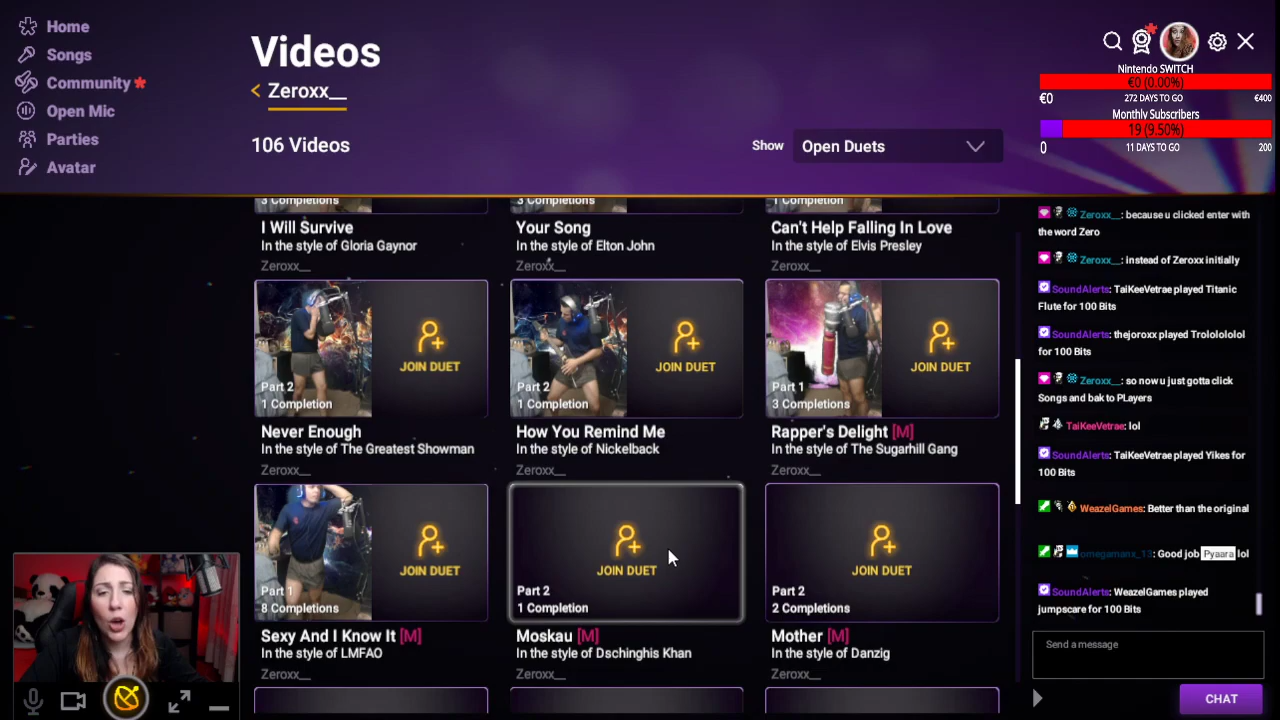 Home
Songs
Community *
Open Mic
Parties
Avatar
Videos
< Zeroxx__
106 Videos
Show
Open Duets
Nintendo SWITCH
€0 (0.00%)
€0
272 DAYS TO GO
€400
Monthly Subscribers
19 (9.50%)
0
11 DAYS TO GO
200
3 Completions
3 Completions
1 Completion
I Will Survive
In the style of Gloria Gaynor
Zeroxx__
Your Song
In the style of Elton John
Zeroxx__
Can't Help Falling In Love
In the style of Elvis Presley
Zeroxx__
JOIN DUET
Part 2
1 Completion
Never Enough
In the style of The Greatest Showman
Zeroxx__
JOIN DUET
Part 2
1 Completion
How You Remind Me
In the style of Nickelback
Zeroxx__
JOIN DUET
Part 1
3 Completions
Rapper's Delight [M]
In the style of The Sugarhill Gang
Zeroxx__
JOIN DUET
Part 1
8 Completions
Sexy And I Know It [M]
In the style of LMFAO
Zeroxx__
JOIN DUET
Part 2
1 Completion
Moskau [M]
In the style of Dschinghis Khan
Zeroxx__
JOIN DUET
Part 2
2 Completions
Mother [M]
In the style of Danzig
Zeroxx__
Zeroxx__: because u clicked enter with
the word Zero
Zeroxx__: instead of Zeroxx initially
SoundAlerts: TaiKeeVetrae played Titanic
Flute for 100 Bits
SoundAlerts: thejoroxx played Trolololololol
for 100 Bits
Zeroxx__: so now u just gotta click
Songs and bak to PLayers
TaiKeeVetrae: lol
SoundAlerts: TaiKeeVetrae played Yikes for
100 Bits
WeazelGames: Better than the original
omegamanx_13: Good job Pyaara lol
SoundAlerts: WeazelGames played
jumpscare for 100 Bits
Send a message
CHAT